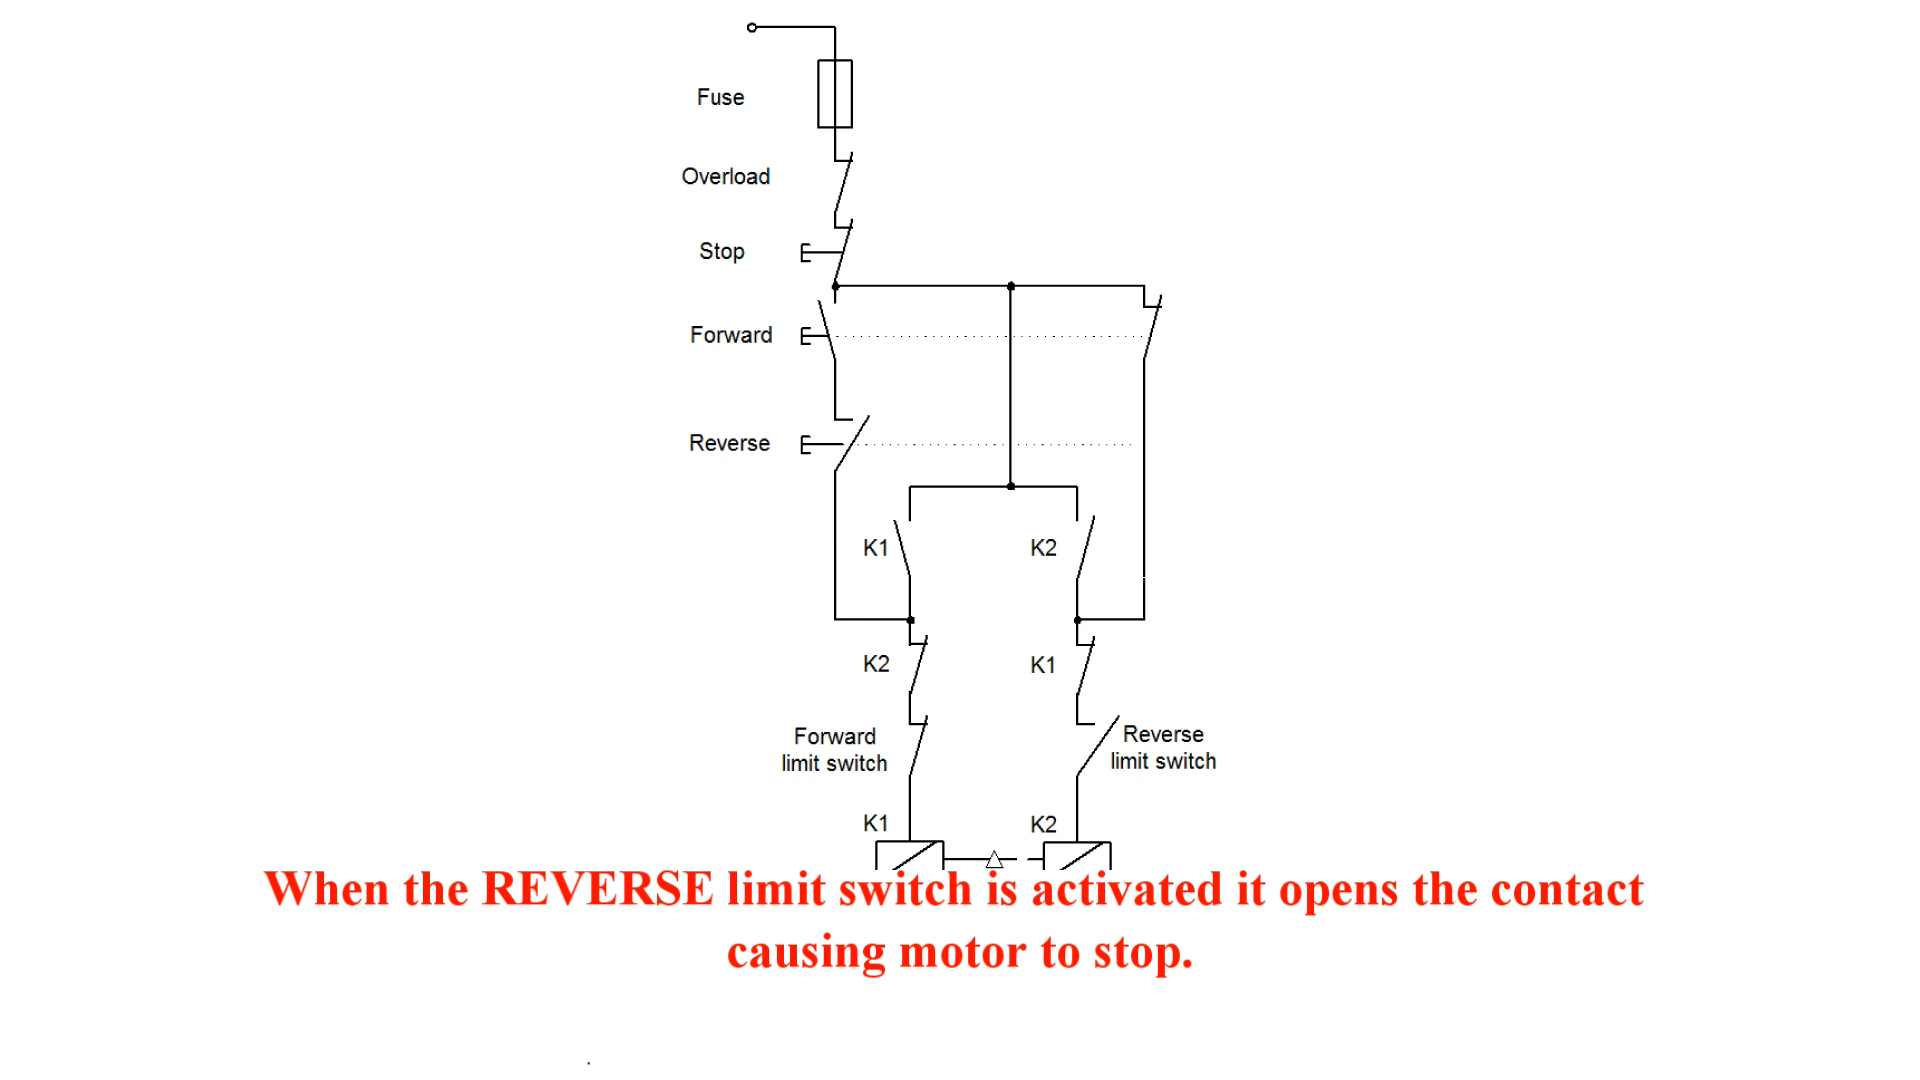 Fuse
Overload
Stop
Forward
Reverse
K1
K2
K2
K1
Forward
limit switch
Reverse
limit switch
K1
K2
When the REVERSE limit switch is activated it opens the contact
causing motor to stop.